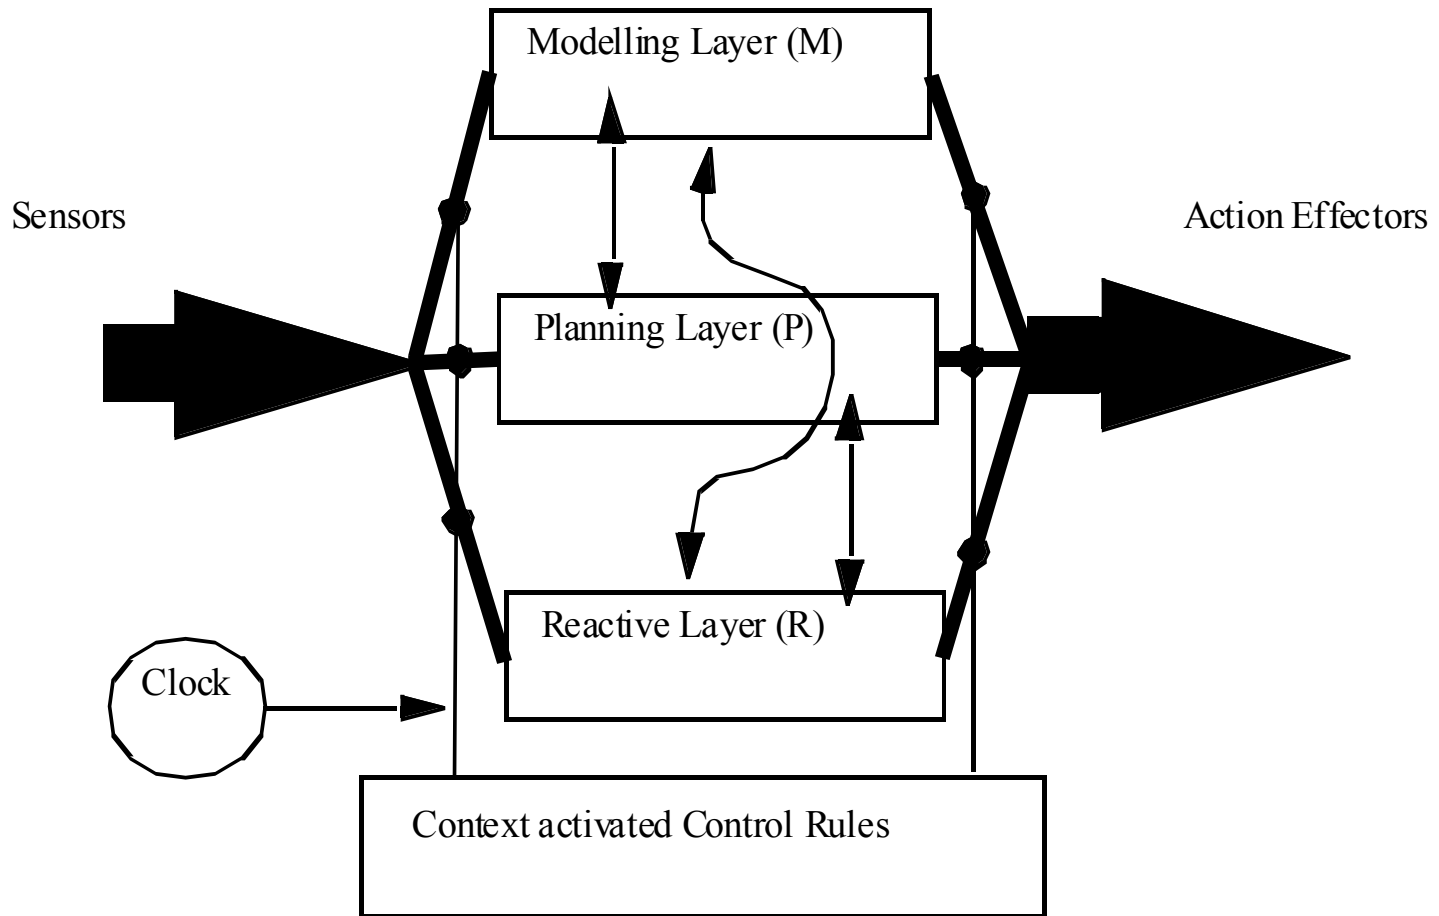 Modelling Layer (M)
Sensors
Action Effectors
Planning Layer (P)
Reactive Layer (R)
Clock
Context activated Control Rules